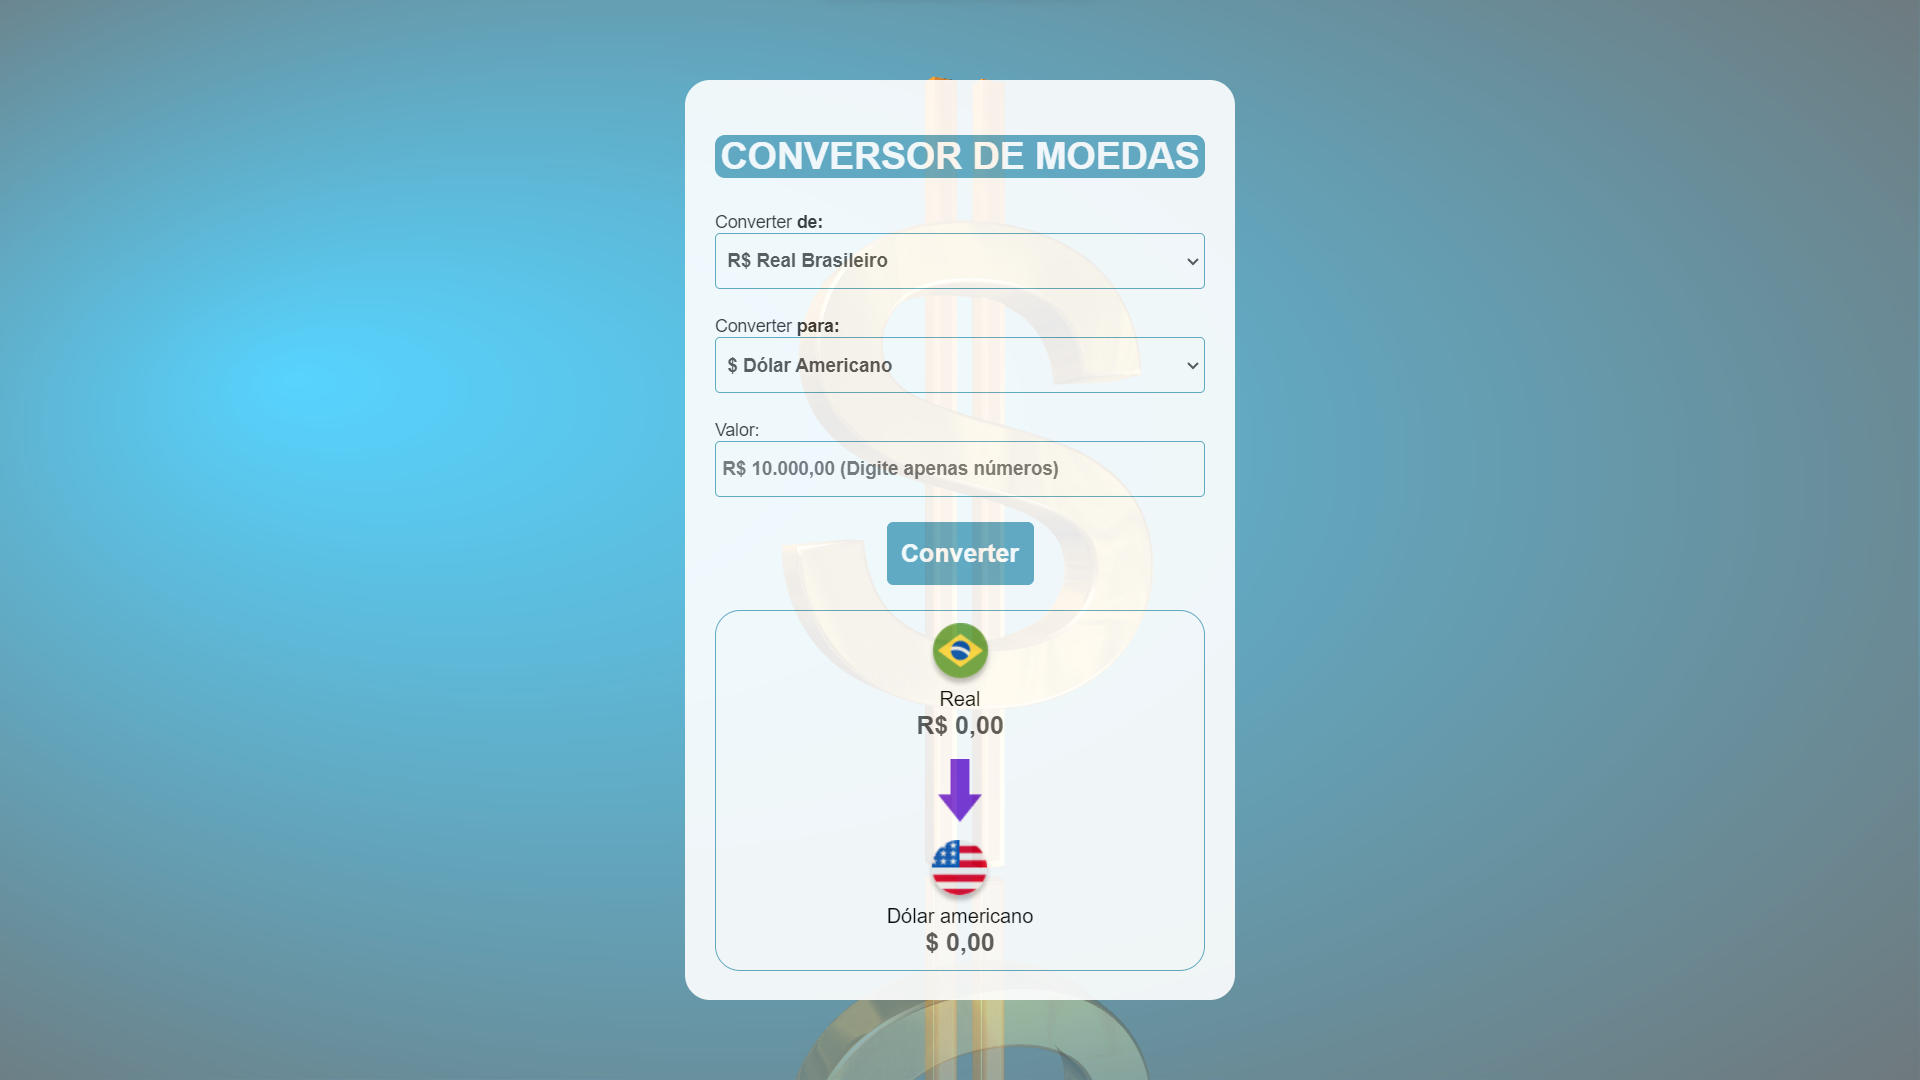 CONVERSOR DE MOEDAS
Converter de:
R$ Real Brasileiro
Converter para:
$ Dólar Americano
Valor:
R$ 10.000,00 (Digite apenas números)
Converter
Real
R$ 0,00
Dólar americano
$ 0,00